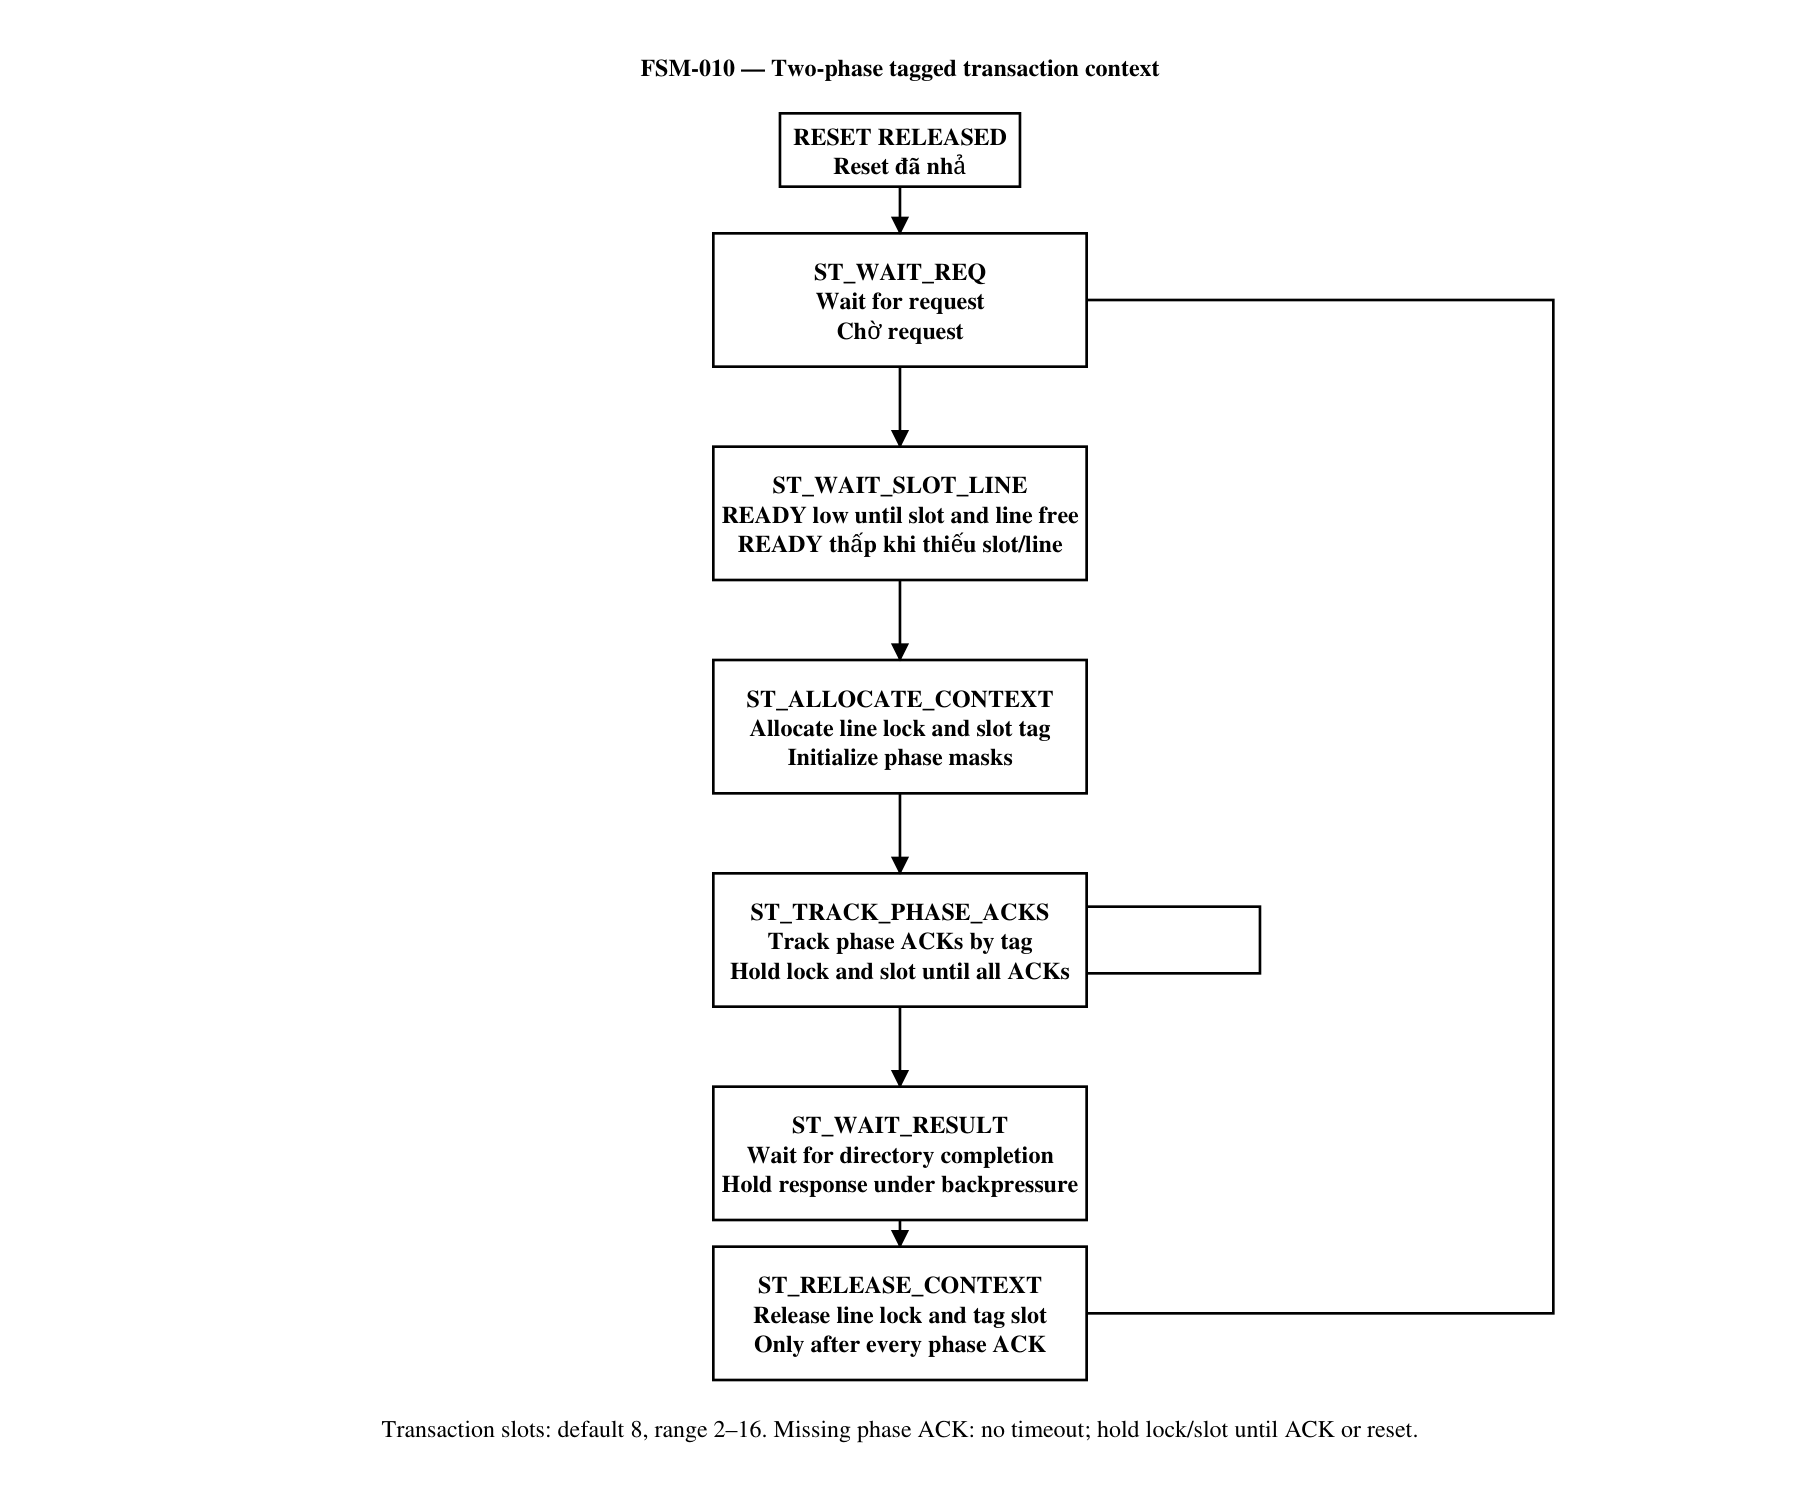 FSM-010 — Two-phase tagged transaction context
RESET RELEASED
Reset đã nhả
ST_WAIT_REQ
Wait for request
Chờ request
ST_WAIT_SLOT_LINE
READY low until slot and line free
READY thấp khi thiếu slot/line
ST_ALLOCATE_CONTEXT
Allocate line lock and slot tag
Initialize phase masks
ST_TRACK_PHASE_ACKS
Track phase ACKs by tag
Hold lock and slot until all ACKs
ST_WAIT_RESULT
Wait for directory completion
Hold response under backpressure
ST_RELEASE_CONTEXT
Release line lock and tag slot
Only after every phase ACK
Transaction slots: default 8, range 2–16. Missing phase ACK: no timeout; hold lock/slot until ACK or reset.